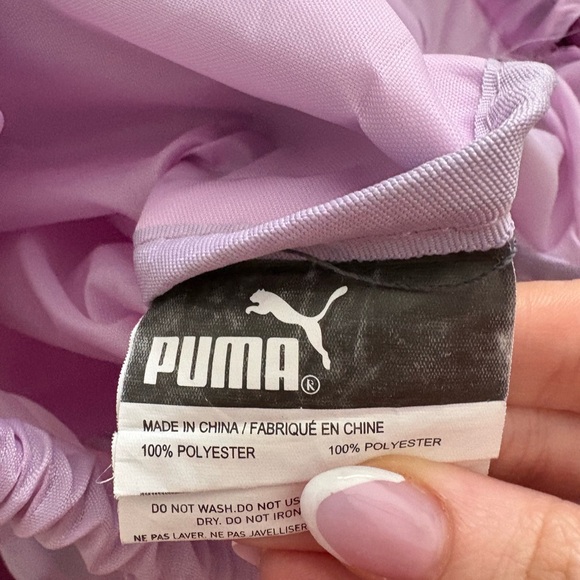 PUMA®
MADE IN CHINA / FABRIQUÉ EN CHINE
100% POLYESTER 100% POLYESTER
DO NOT WASH.DO NOT US
DRY. DO NOT IRON
NE PAS LAVER. NE PAS JAVELLISER